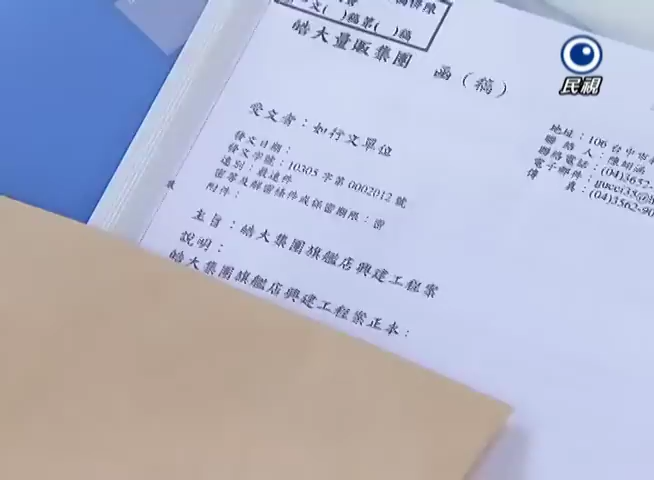 文( )稿第( )稿
皓大量販集團 函(稿)
民視
受文者：如行文單位
發文日期：
發文字號：10305 字第 0002012 號
速別：最速件
密等及解密條件或保密期限：密
附件：
地址：106 台中市
聯絡人：陳紹涵
聯絡電話：(04)3652-
電子郵件：gucci35@
傳 真：(04)3562-90
主旨：皓大集團旗艦店興建工程案
說明：
皓大集團旗艦店興建工程案正本：